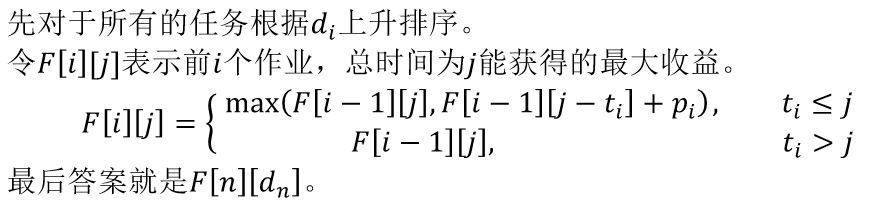 先对于所有的任务根据d_i上升排序。
令F[i][j]表示前i个作业，总时间为j能获得的最大收益。
F[i][j] = { max(F[i − 1][j], F[i − 1][j − t_i] + p_i), t_i ≤ j
F[i − 1][j], t_i > j
最后答案就是F[n][d_n]。